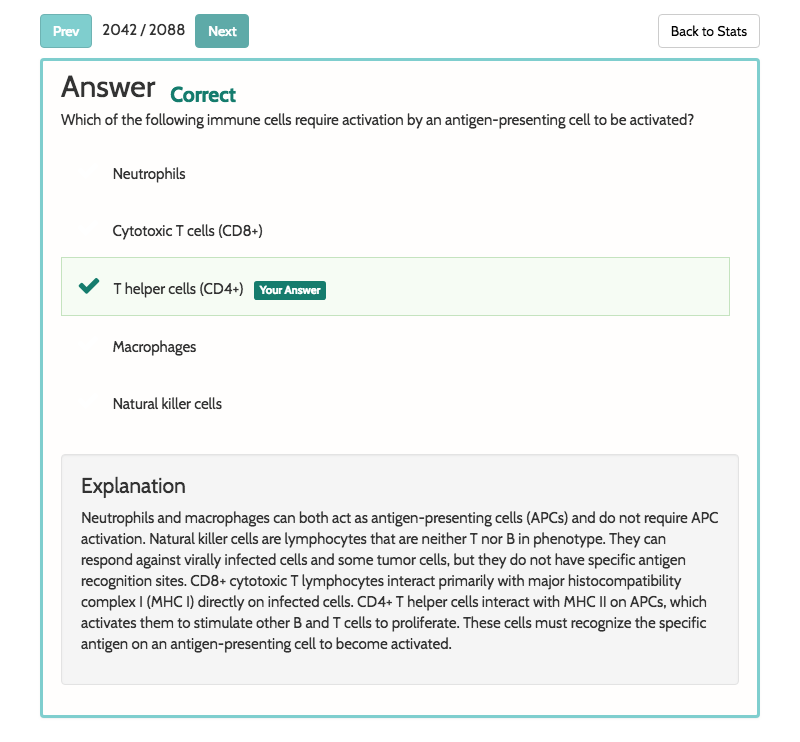 Prev 2042 / 2088 Next Back to Stats
Answer Correct
Which of the following immune cells require activation by an antigen-presenting cell to be activated?
Neutrophils
Cytotoxic T cells (CD8+)
T helper cells (CD4+) Your Answer
Macrophages
Natural killer cells
Explanation
Neutrophils and macrophages can both act as antigen-presenting cells (APCs) and do not require APC
activation. Natural killer cells are lymphocytes that are neither T nor B in phenotype. They can
respond against virally infected cells and some tumor cells, but they do not have specific antigen
recognition sites. CD8+ cytotoxic T lymphocytes interact primarily with major histocompatibility
complex I (MHC I) directly on infected cells. CD4+ T helper cells interact with MHC II on APCs, which
activates them to stimulate other B and T cells to proliferate. These cells must recognize the specific
antigen on an antigen-presenting cell to become activated.